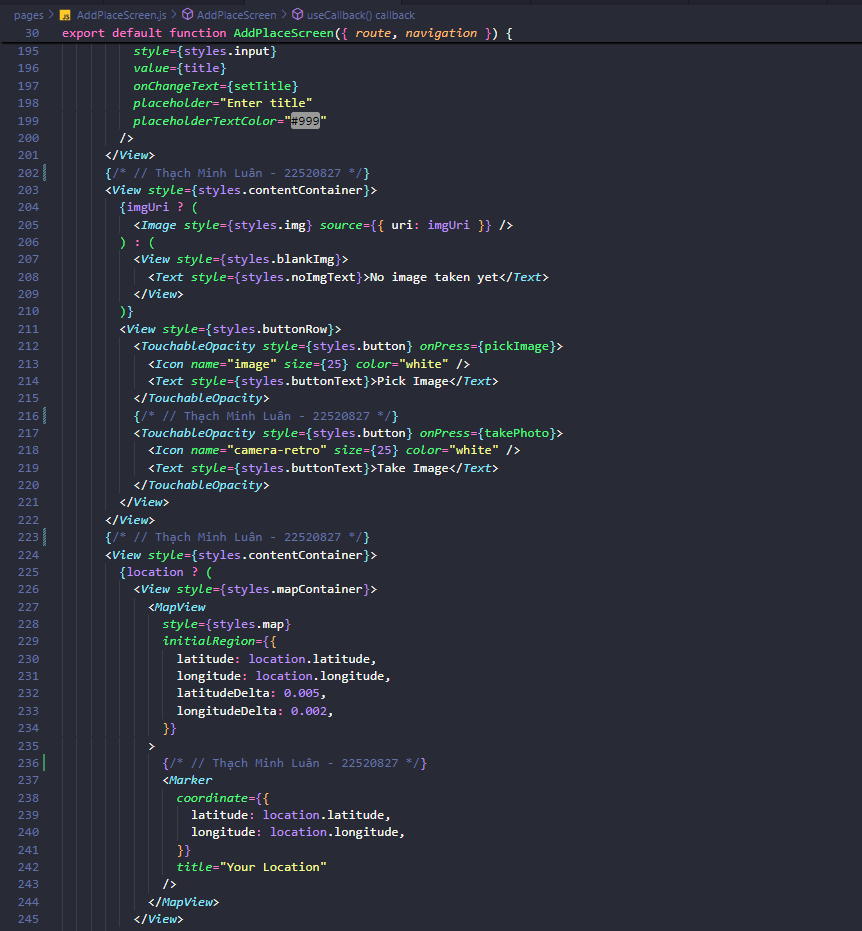 pages > JS AddPlaceScreen.js > AddPlaceScreen > useCallback() callback
30 export default function AddPlaceScreen({ route, navigation }) {
195 style={styles.input}
196 value={title}
197 onChangeText={setTitle}
198 placeholder="Enter title"
199 placeholderTextColor="#999"
200 />
201 </View>
202 {/* // Thạch Minh Luân - 22520827 */}
203 <View style={styles.contentContainer}>
204 {imgUri ? (
205 <Image style={styles.img} source={{ uri: imgUri }} />
206 ) : (
207 <View style={styles.blankImg}>
208 <Text style={styles.noImgText}>No image taken yet</Text>
209 </View>
210 )}
211 <View style={styles.buttonRow}>
212 <TouchableOpacity style={styles.button} onPress={pickImage}>
213 <Icon name="image" size={25} color="white" />
214 <Text style={styles.buttonText}>Pick Image</Text>
215 </TouchableOpacity>
216 {/* // Thạch Minh Luân - 22520827 */}
217 <TouchableOpacity style={styles.button} onPress={takePhoto}>
218 <Icon name="camera-retro" size={25} color="white" />
219 <Text style={styles.buttonText}>Take Image</Text>
220 </TouchableOpacity>
221 </View>
222 </View>
223 {/* // Thạch Minh Luân - 22520827 */}
224 <View style={styles.contentContainer}>
225 {location ? (
226 <View style={styles.mapContainer}>
227 <MapView
228 style={styles.map}
229 initialRegion={{
230 latitude: location.latitude,
231 longitude: location.longitude,
232 latitudeDelta: 0.005,
233 longitudeDelta: 0.002,
234 }}
235 >
236 {/* // Thạch Minh Luân - 22520827 */}
237 <Marker
238 coordinate={{
239 latitude: location.latitude,
240 longitude: location.longitude,
241 }}
242 title="Your Location"
243 />
244 </MapView>
245 </View>